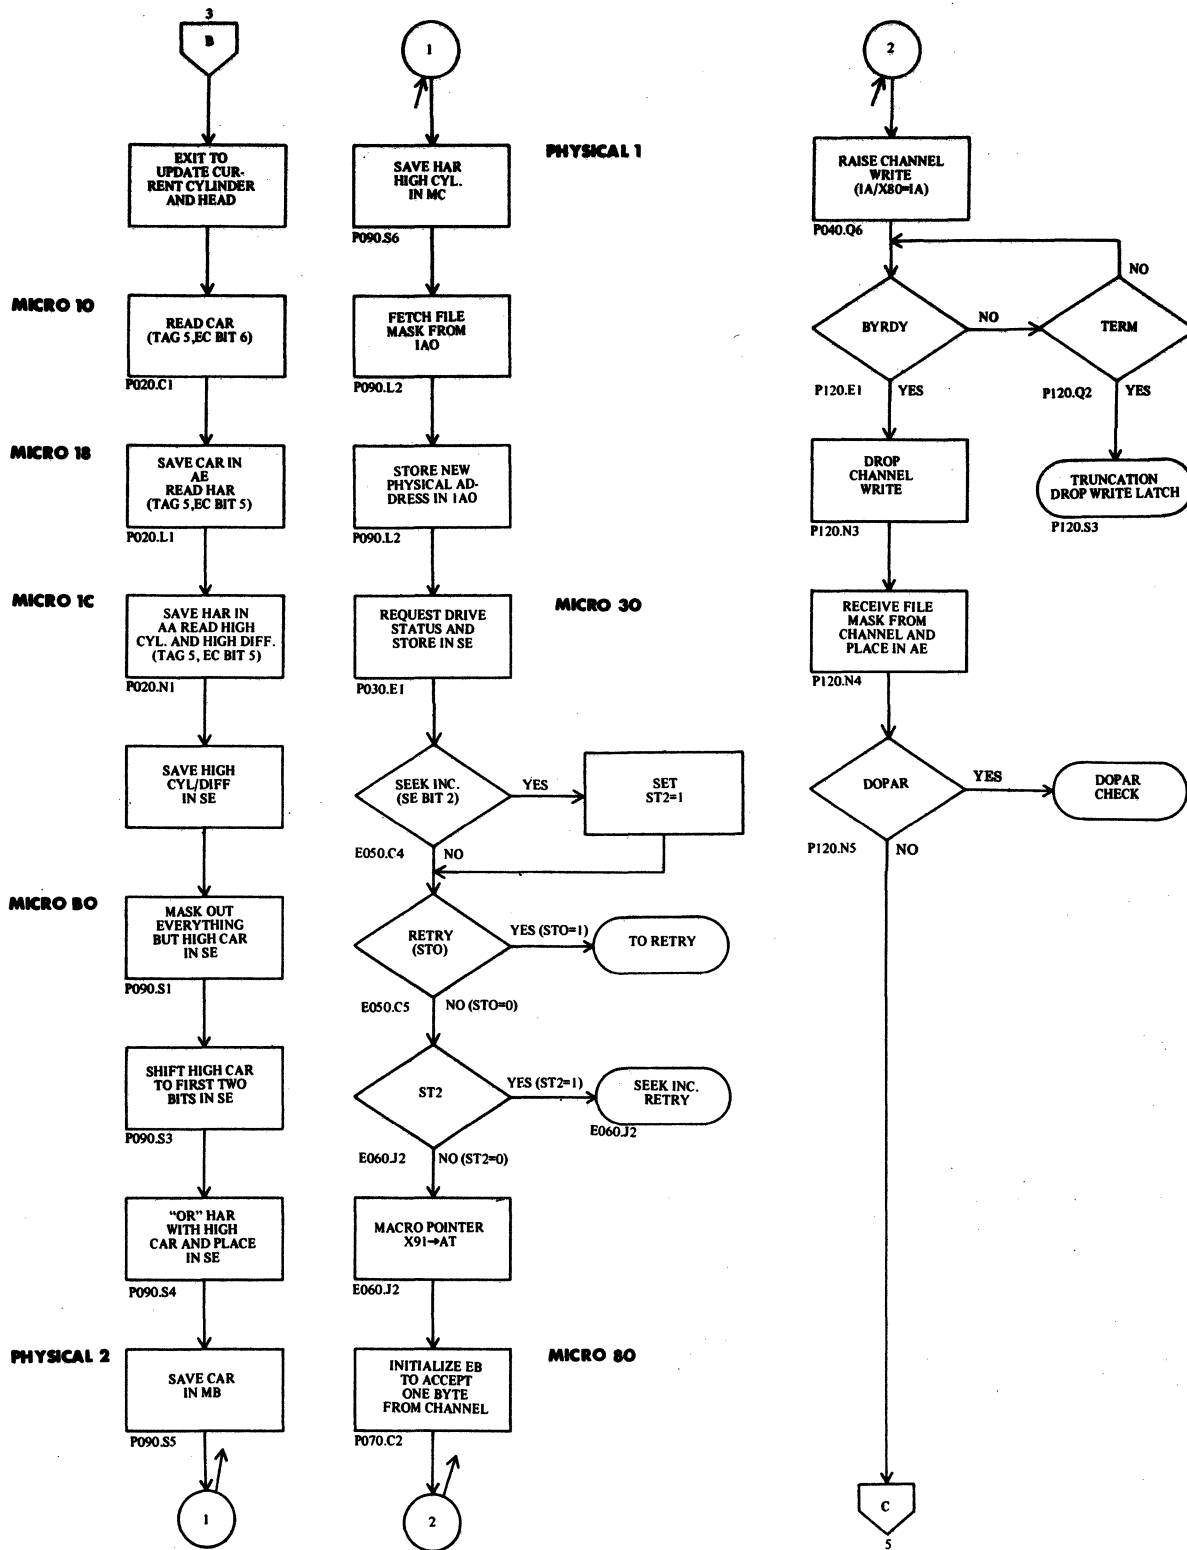 3
B
EXIT TO
UPDATE CUR-
RENT CYLINDER
AND HEAD
MICRO 10
READ CAR
(TAG 5,EC BIT 6)
P020.C1
MICRO 18
SAVE CAR IN
AE
READ HAR
(TAG 5,EC BIT 5)
P020.L1
MICRO 1C
SAVE HAR IN
AA READ HIGH
CYL. AND HIGH DIFF.
(TAG 5, EC BIT 5)
P020.N1
SAVE HIGH
CYL/DIFF
IN SE
MICRO BO
MASK OUT
EVERYTHING
BUT HIGH CAR
IN SE
P090.S1
SHIFT HIGH CAR
TO FIRST TWO
BITS IN SE
P090.S3
"OR" HAR
WITH HIGH
CAR AND PLACE
IN SE
P090.S4
PHYSICAL 2
SAVE CAR
IN MB
P090.S5
1
1
PHYSICAL 1
SAVE HAR
HIGH CYL.
IN MC
P090.S6
FETCH FILE
MASK FROM
IAO
P090.L2
STORE NEW
PHYSICAL AD-
DRESS IN IAO
P090.L2
MICRO 30
REQUEST DRIVE
STATUS AND
STORE IN SE
P030.E1
SEEK INC.
(SE BIT 2)
YES
SET
ST2=1
E050.C4
NO
RETRY
(STO)
YES (STO=1)
TO RETRY
E050.C5
NO (STO=0)
ST2
YES (ST2=1)
SEEK INC.
RETRY
E060.J2
E060.J2
NO (ST2=0)
MACRO POINTER
X91→AT
E060.J2
MICRO 80
INITIALIZE EB
TO ACCEPT
ONE BYTE
FROM CHANNEL
P070.C2
2
2
RAISE CHANNEL
WRITE
(IA/X80=IA)
P040.Q6
NO
BYRDY
NO
TERM
P120.E1
YES
P120.Q2
YES
DROP
CHANNEL
WRITE
P120.N3
TRUNCATION
DROP WRITE LATCH
P120.S3
RECEIVE FILE
MASK FROM
CHANNEL AND
PLACE IN AE
P120.N4
DOPAR
YES
DOPAR
CHECK
P120.N5
NO
C
5